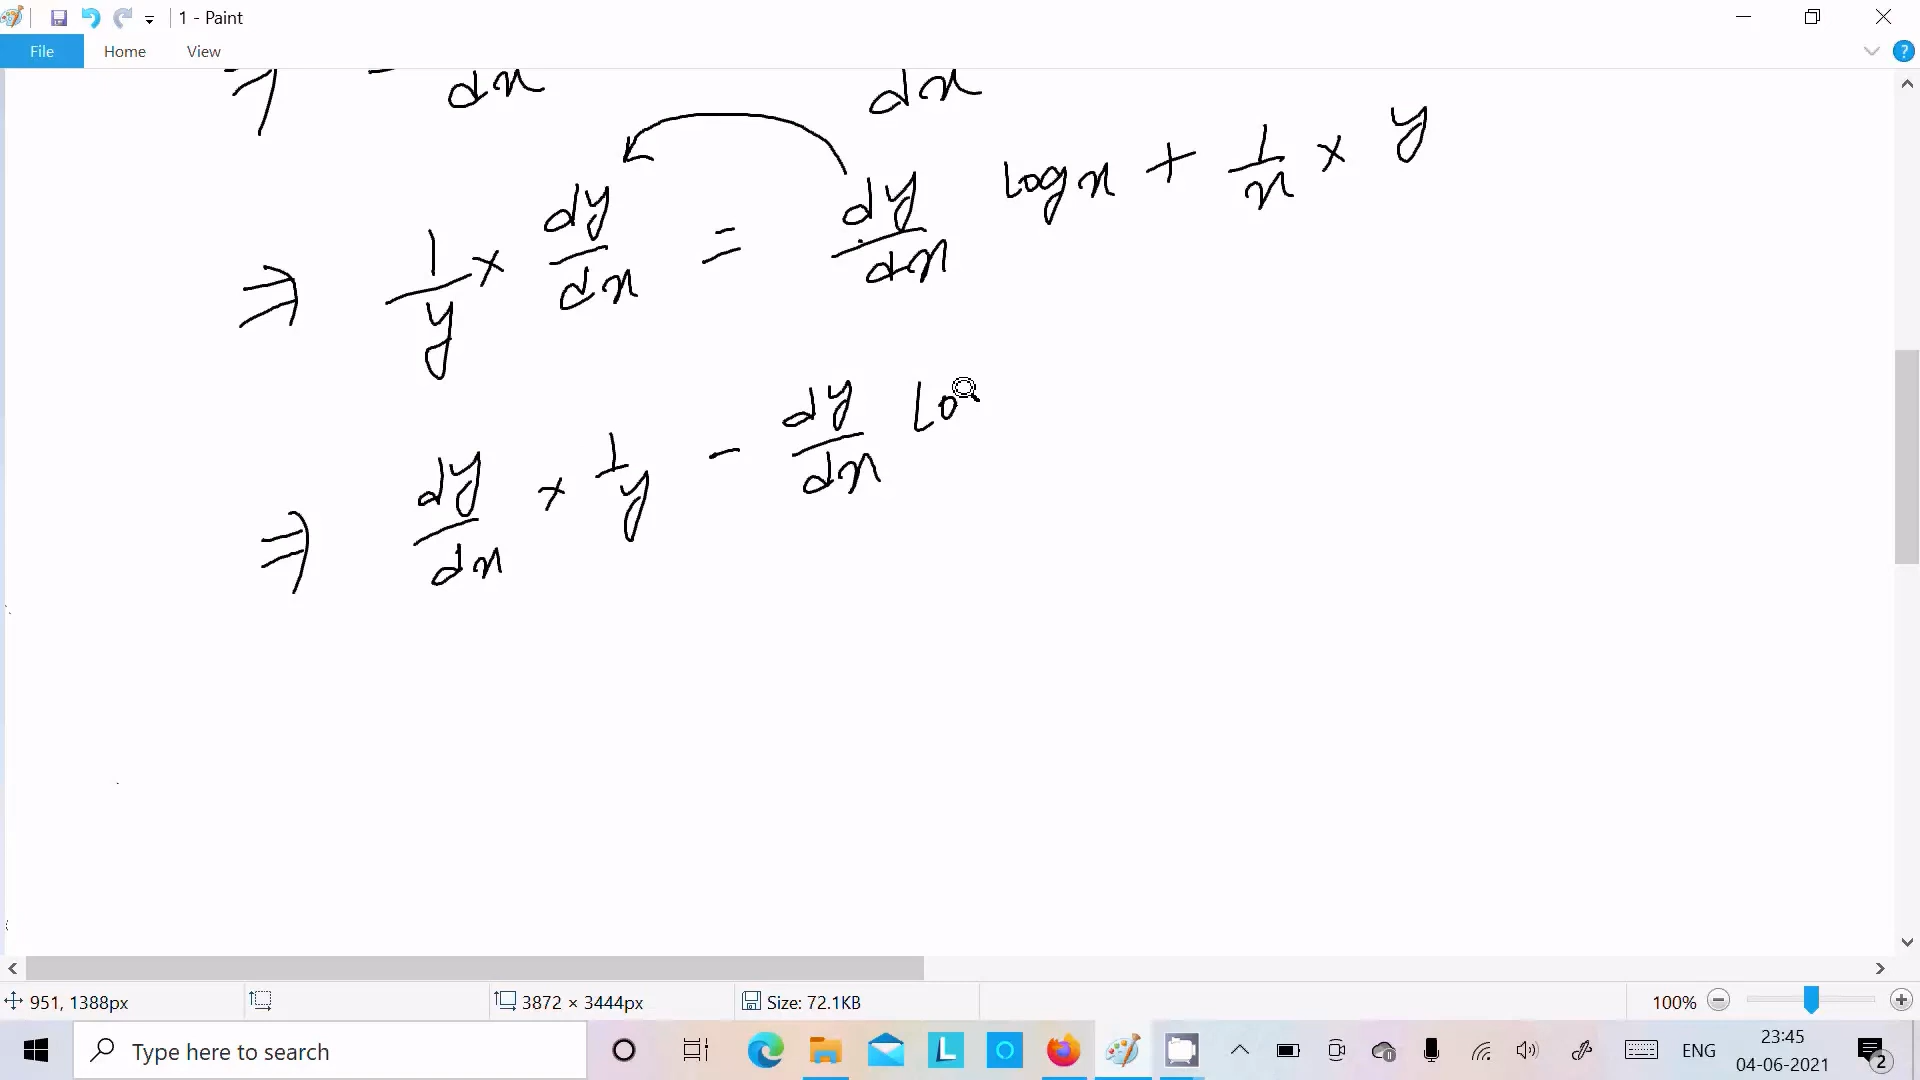 1 - Paint
File Home View
⇒ dx dx
⇒ 1/y × dy/dx = dy/dx log x + 1/x × y
⇒ dy/dx × 1/y - dy/dx Lo
951, 1388px 3872 × 3444px Size: 72.1KB 100%
Type here to search
ENG
23:45
04-06-2021
2